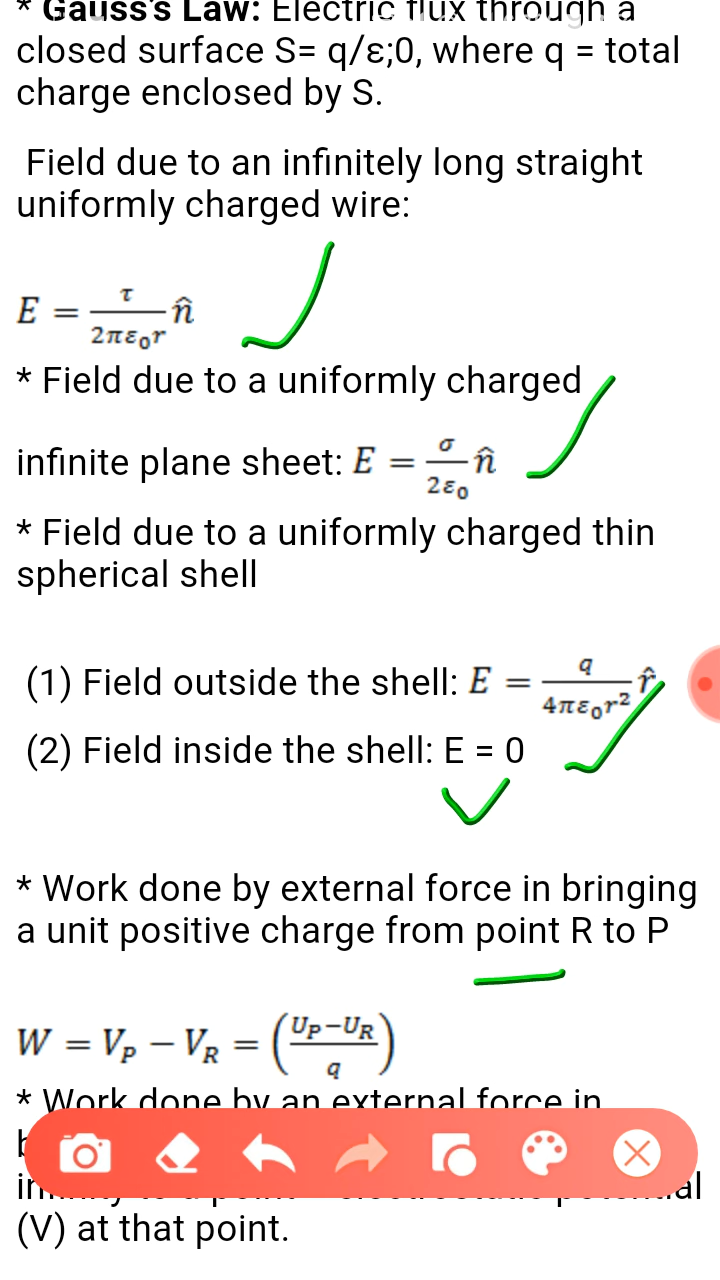 * Gauss's Law: Electric flux through a
closed surface S= q/ε;0, where q = total
charge enclosed by S.
Field due to an infinitely long straight
uniformly charged wire:
E = τ/(2πε₀r) n̂
* Field due to a uniformly charged
infinite plane sheet: E = σ/(2ε₀) n̂
* Field due to a uniformly charged thin
spherical shell
(1) Field outside the shell: E = q/(4πε₀r²) r̂
(2) Field inside the shell: E = 0
* Work done by external force in bringing
a unit positive charge from point R to P
W = V_P − V_R = ((U_P−U_R)/q)
* Work done by an external force in
(V) at that point.